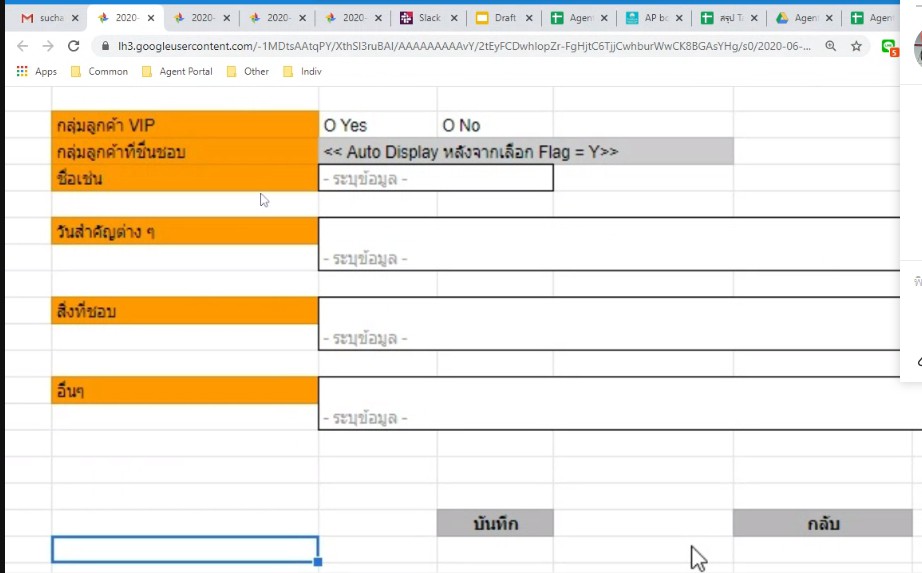 sucha
2020-
2020-
2020-
2020-
Slack
Draft
Agen
AP bc
สรุป T
Agen
Agen
lh3.googleusercontent.com/-1MDtsAAtqPY/XthSI3ruBAI/AAAAAAAAAvY/2tEyFCDwhIopZr-FgHjtC6TjjCwhburWwCK8BGAsYHg/s0/2020-06-...
Apps
Common
Agent Portal
Other
Indiv
กลุ่มลูกค้า VIP O Yes O No
กลุ่มลูกค้าที่ชื่นชอบ << Auto Display หลังจากเลือก Flag = Y>>
ชื่อเช่น - ระบุข้อมูล -
วันสำคัญต่าง ๆ
- ระบุข้อมูล -
สิ่งที่ชอบ
- ระบุข้อมูล -
อื่นๆ
- ระบุข้อมูล -
บันทึก กลับ